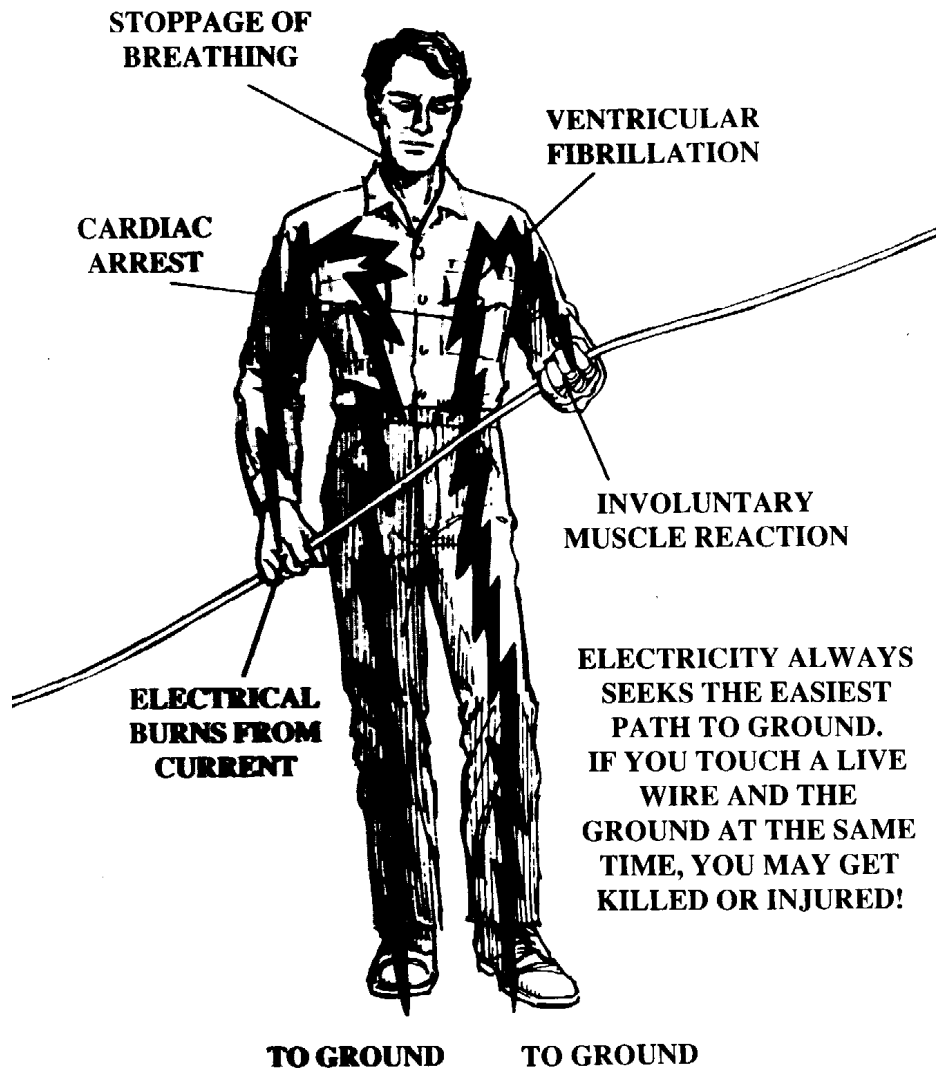 STOPPAGE OF
BREATHING
VENTRICULAR
FIBRILLATION
CARDIAC
ARREST
INVOLUNTARY
MUSCLE REACTION
ELECTRICAL
BURNS FROM
CURRENT
ELECTRICITY ALWAYS
SEEKS THE EASIEST
PATH TO GROUND.
IF YOU TOUCH A LIVE
WIRE AND THE
GROUND AT THE SAME
TIME, YOU MAY GET
KILLED OR INJURED!
TO GROUND
TO GROUND